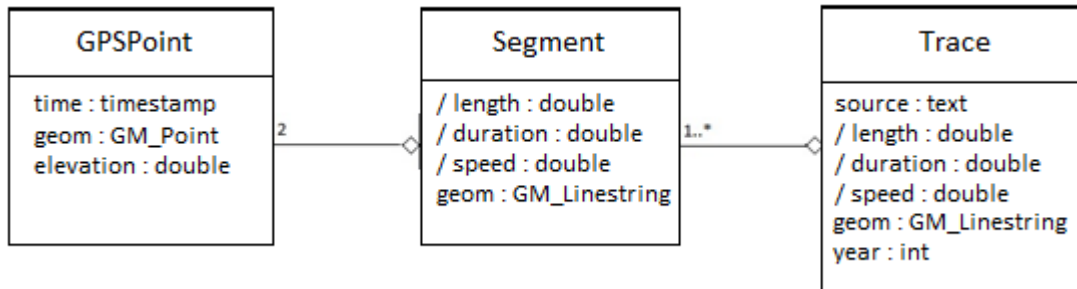 GPSPoint
time : timestamp
geom : GM_Point
elevation : double
2
Segment
/ length : double
/ duration : double
/ speed : double
geom : GM_Linestring
1..*
Trace
source : text
/ length : double
/ duration : double
/ speed : double
geom : GM_Linestring
year : int